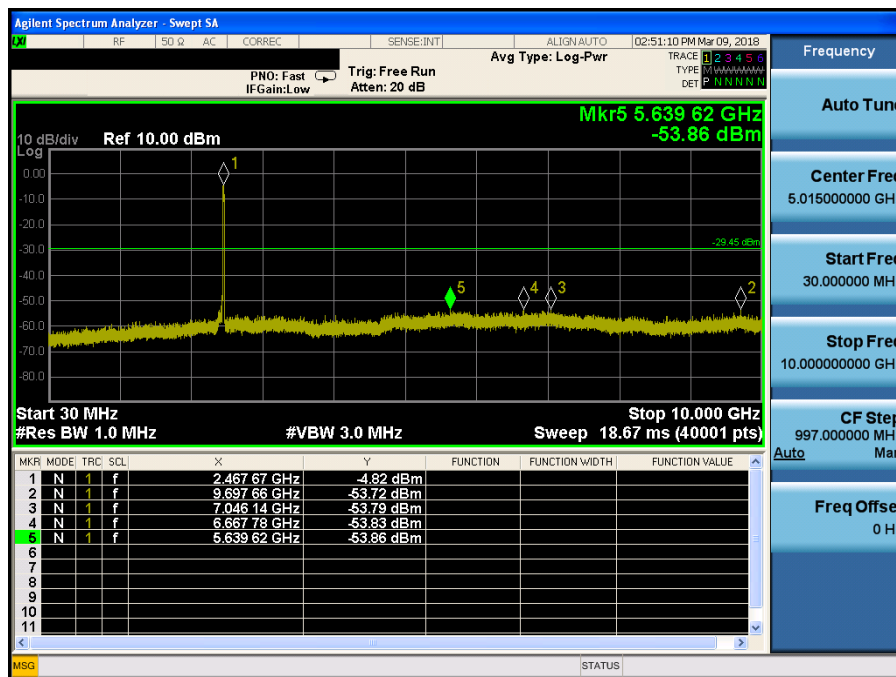 Agilent Spectrum Analyzer - Swept SA
LXI RF 50 Ω AC CORREC SENSE:INT ALIGN AUTO 02:51:10 PM Mar 09, 2018
Frequency
Avg Type: Log-Pwr
TRACE 1 2 3 4 5 6
TYPE M WWWWW
DET P N N N N N
PNO: Fast
IFGain:Low
Trig: Free Run
Atten: 20 dB
Auto Tun
Mkr5 5.639 62 GHz
-53.86 dBm
10 dB/div Ref 10.00 dBm
Log
0.00
-10.0
-20.0
-30.0
-40.0
-50.0
-60.0
-70.0
-80.0
1
5
4
3
2
-29.45 dBm
Center Fre
5.015000000 GH
Start Fre
30.000000 MH
Stop Fre
10.000000000 GH
Start 30 MHz Stop 10.000 GHz
#Res BW 1.0 MHz #VBW 3.0 MHz Sweep 18.67 ms (40001 pts)
CF Step
997.000000 MH
Auto Mar
MKR MODE TRC SCL X Y FUNCTION FUNCTION WIDTH FUNCTION VALUE
1 N 1 f 2.467 67 GHz -4.82 dBm
2 N 1 f 9.697 66 GHz -53.72 dBm
3 N 1 f 7.046 14 GHz -53.79 dBm
4 N 1 f 6.667 78 GHz -53.83 dBm
5 N 1 f 5.639 62 GHz -53.86 dBm
6
7
8
9
10
11
Freq Offse
0 H
MSG STATUS